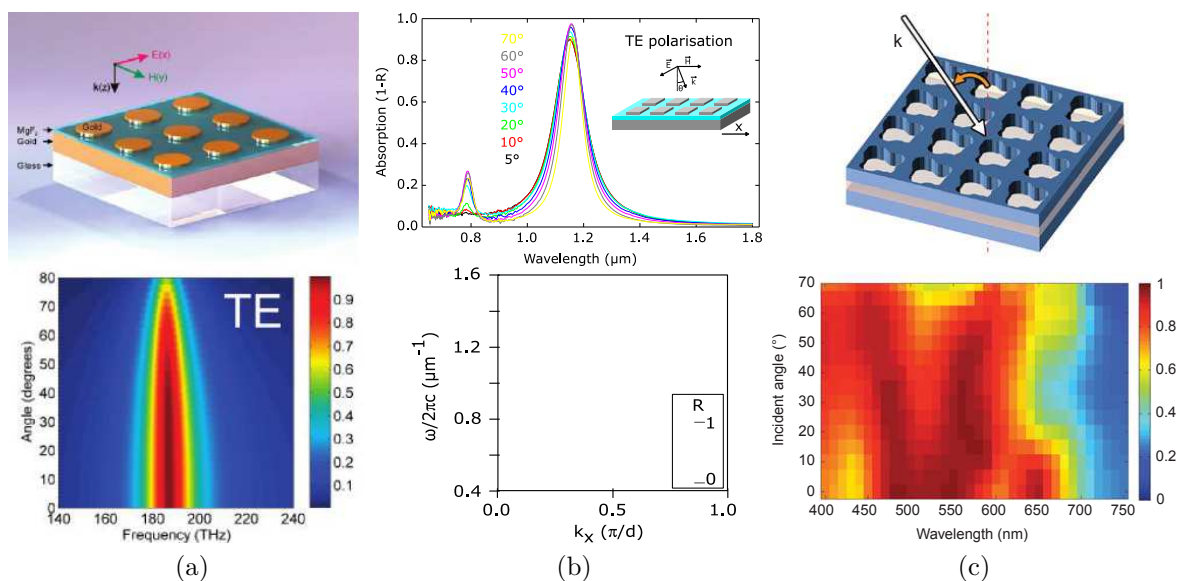 E(x)
H(y)
k(z)
Gold
MgF₂
Gold
Glass
TE
80
70
60
50
40
30
20
10
0
140 160 180 200 220 240
Frequency (THz)
Angle (degrees)
0.9
0.8
0.7
0.6
0.5
0.4
0.3
0.2
0.1
(a)
1.0
0.8
0.6
0.4
0.2
0.0
Absorption (1-R)
70°
60°
50°
40°
30°
20°
10°
5°
TE polarisation
E
H
k
θ
x
0.8 1.0 1.2 1.4 1.6 1.8
Wavelength (μm)
1.6
1.2
0.8
0.4
ω/2πc (μm⁻¹)
R
1
0
0.0 0.5 1.0
kₓ (π/d)
(b)
k
70
60
50
40
30
20
10
0
Incident angle (°)
400 450 500 550 600 650 700 750
Wavelength (nm)
1
0.8
0.6
0.4
0.2
0
(c)